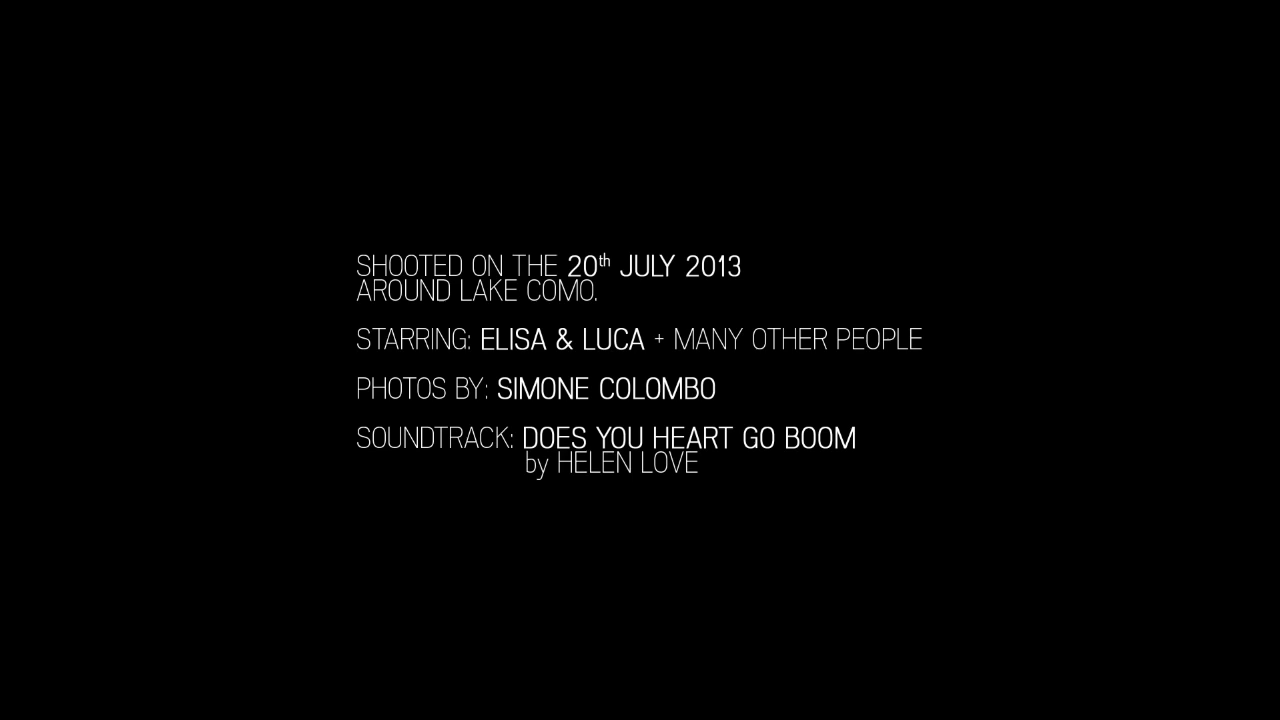 SHOOTED ON THE 20th JULY 2013
AROUND LAKE COMO.
STARRING: ELISA & LUCA + MANY OTHER PEOPLE
PHOTOS BY: SIMONE COLOMBO
SOUNDTRACK: DOES YOU HEART GO BOOM
by HELEN LOVE